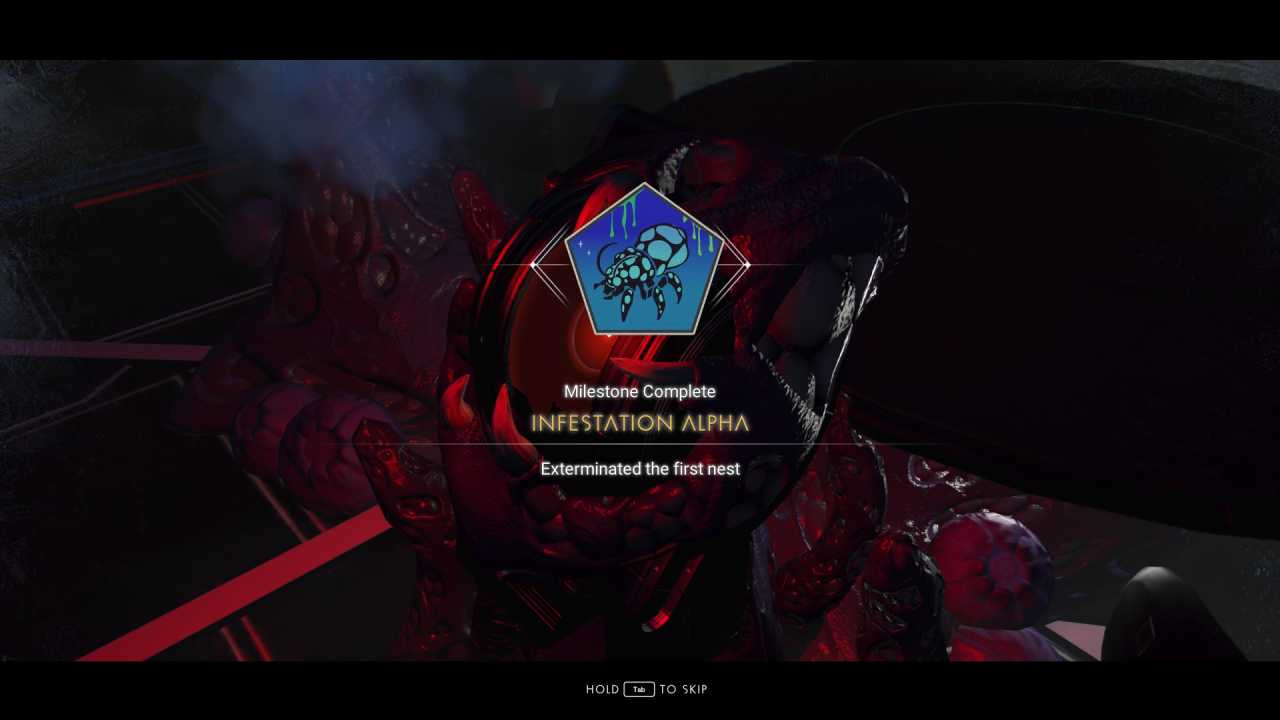 Milestone Complete
INFESTATION ALPHA
Exterminated the first nest
HOLD Tab TO SKIP